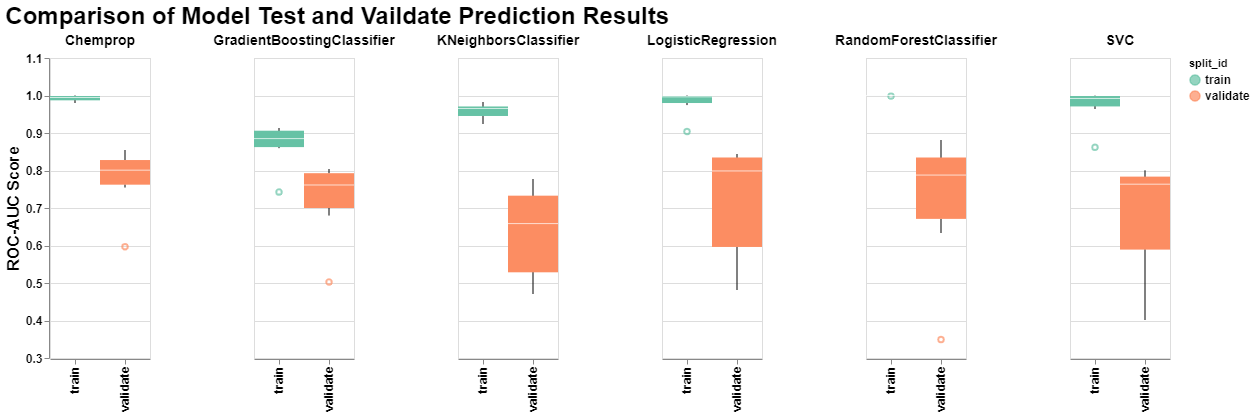 Comparison of Model Test and Vaildate Prediction Results
Chemprop GradientBoostingClassifier KNeighborsClassifier LogisticRegression RandomForestClassifier SVC
split_id
train
validate
ROC-AUC Score
1.1
1.0
0.9
0.8
0.7
0.6
0.5
0.4
0.3
train validate train validate train validate train validate train validate train validate